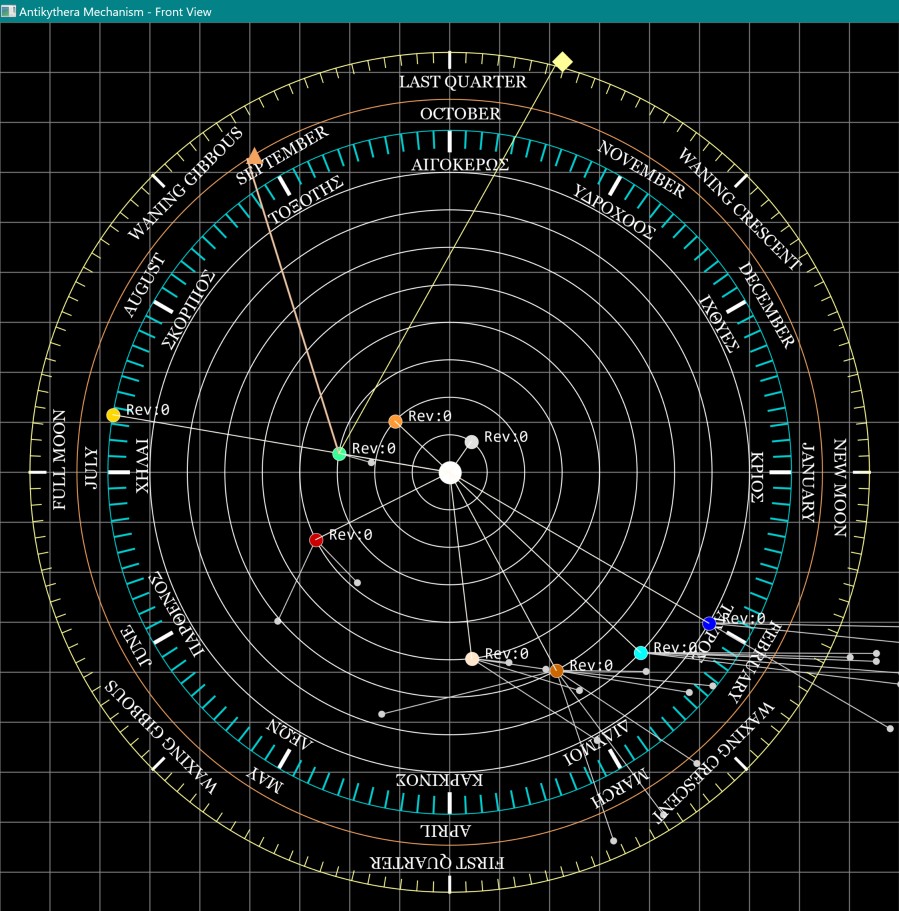 Antikythera Mechanism - Front View
LAST QUARTER
OCTOBER
WANING GIBBOUS
SEPTEMBER
ΑΙΓΟΚΕΡΩΣ
NOVEMBER
WANING CRESCENT
ΤΟΞΟΤΗΣ
ΥΔΡΟΧΟΟΣ
AUGUST
ΣΚΟΡΠΙΟΣ
ΙΧΘΥΕΣ
DECEMBER
Rev:0
Rev:0
Rev:0
Rev:0
FULL MOON
JULY
ΧΗΛΑΙ
ΚΡΙΟΣ
JANUARY
NEW MOON
Rev:0
JUNE
ΠΑΡΘΕΝΟΣ
Rev:0
ΤΑΥΡΟΣ
FEBRUARY
Rev:0
Rev:0
Rev:0
WAXING GIBBOUS
MAY
ΛΕΩΝ
ΚΑΡΚΙΝΟΣ
ΔΙΔΥΜΟΙ
MARCH
WAXING CRESCENT
APRIL
FIRST QUARTER